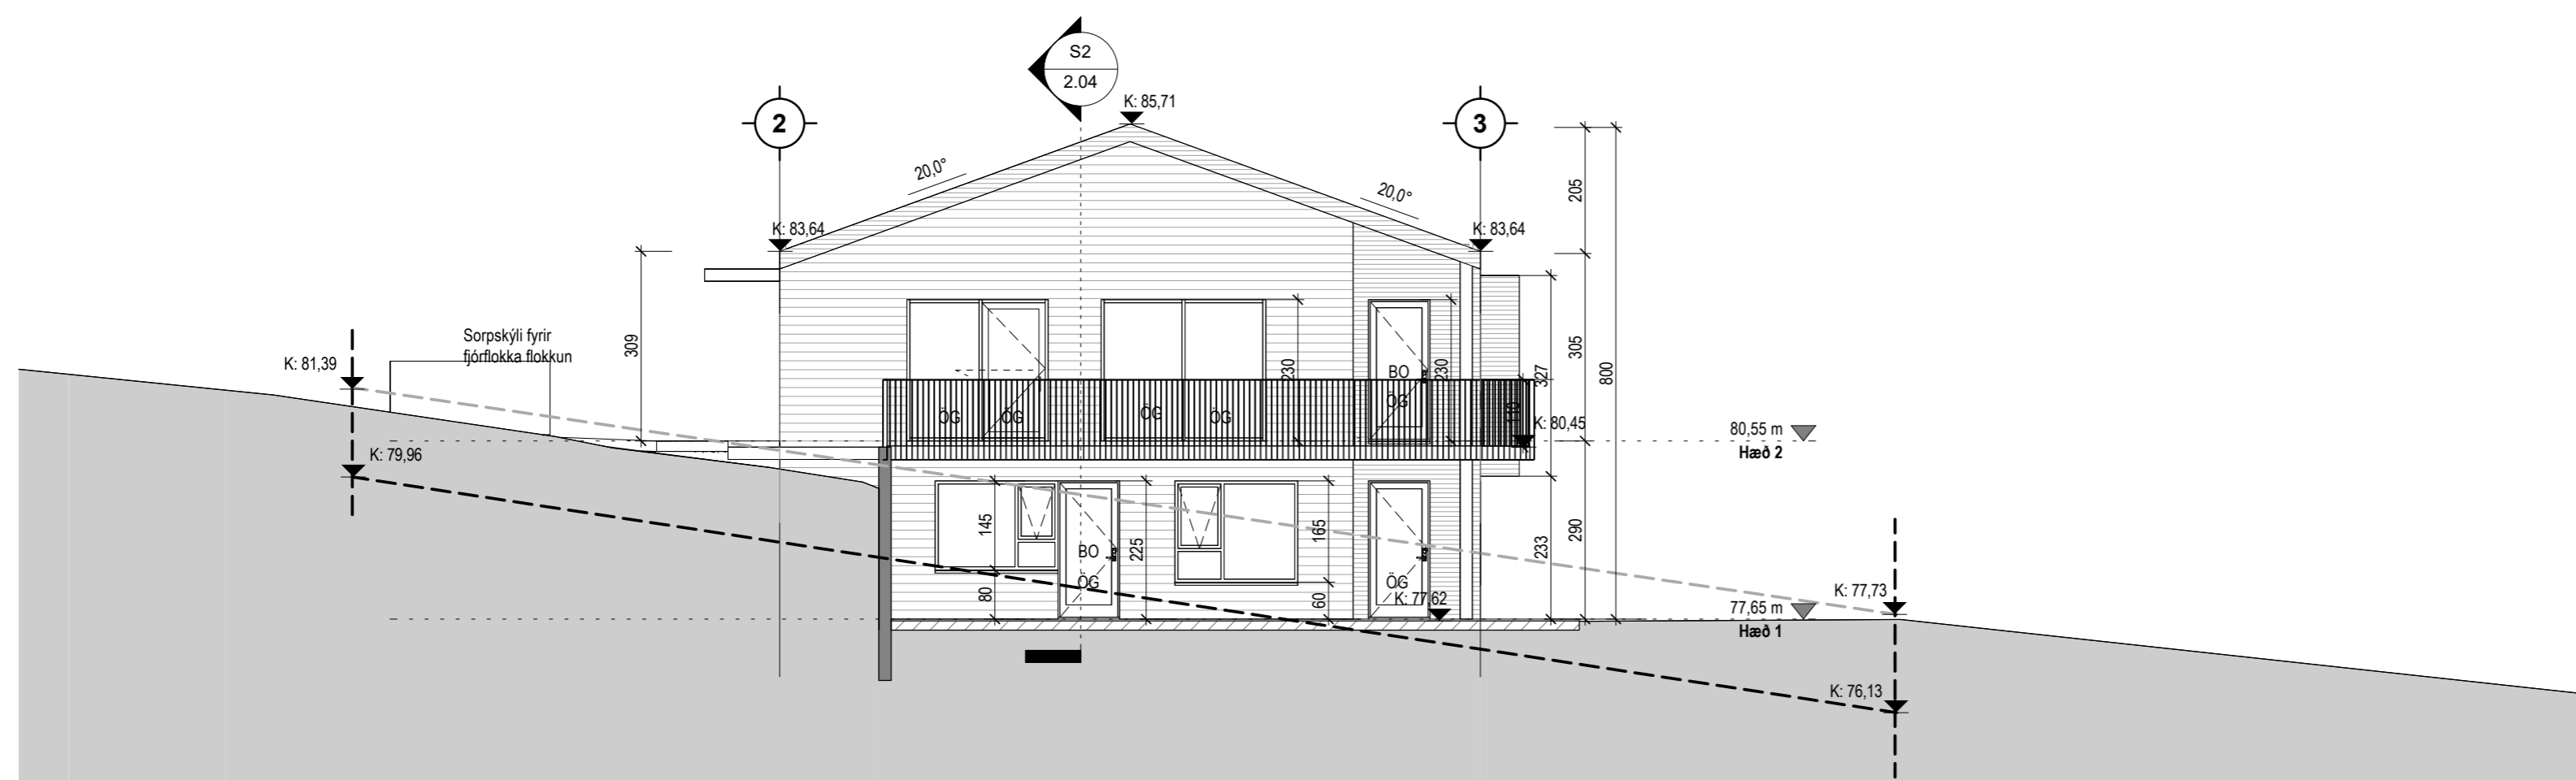 S2
2.04
K: 85,71
2
3
20,0°
20,0°
205
K: 83,64
K: 83,64
Sorpskýli fyrir
fjórflokka flokkun
309
305
K: 81,39
230
BO
230
327
800
ÖG
ÖG
ÖG
ÖG
ÖG
110
K: 80,45
80,55 m
Hæð 2
K: 79,96
145
165
225
BO
290
233
ÖG
ÖG
80
60
K: 77,62
K: 77,73
77,65 m
Hæð 1
K: 76,13